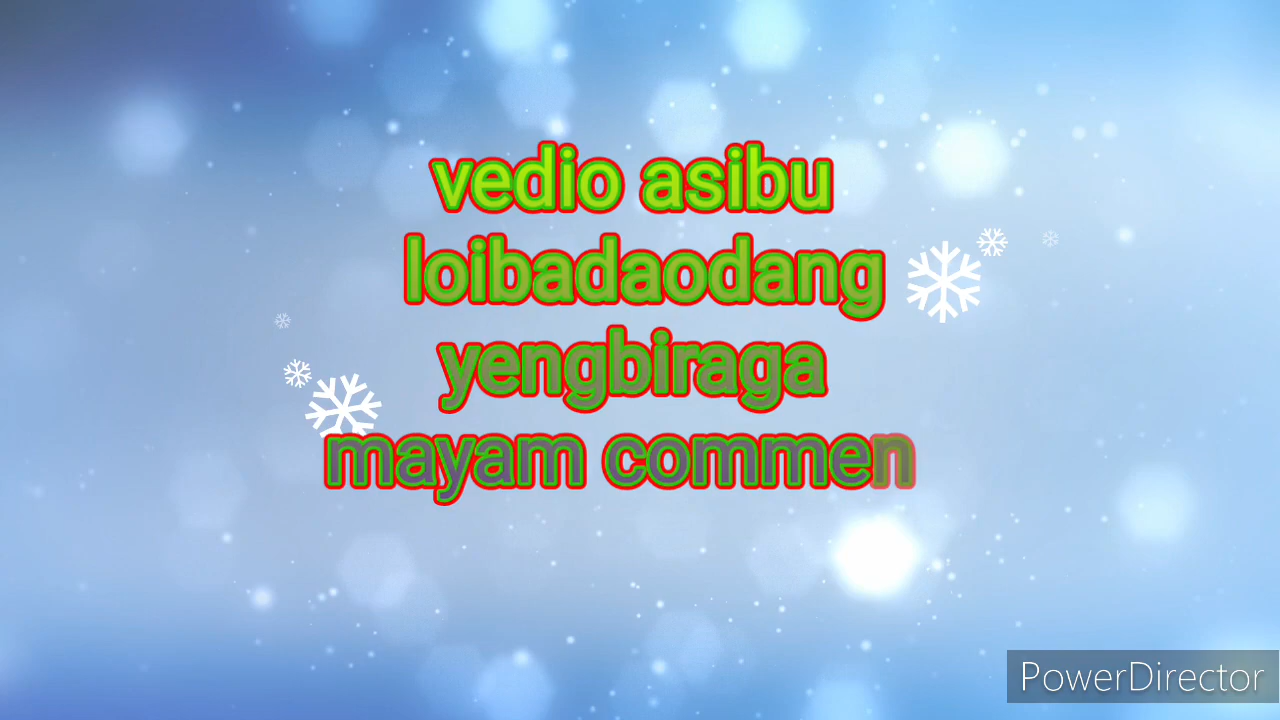 vedio asibu
loibadaodang
yengbiraga
mayam commen
PowerDirector